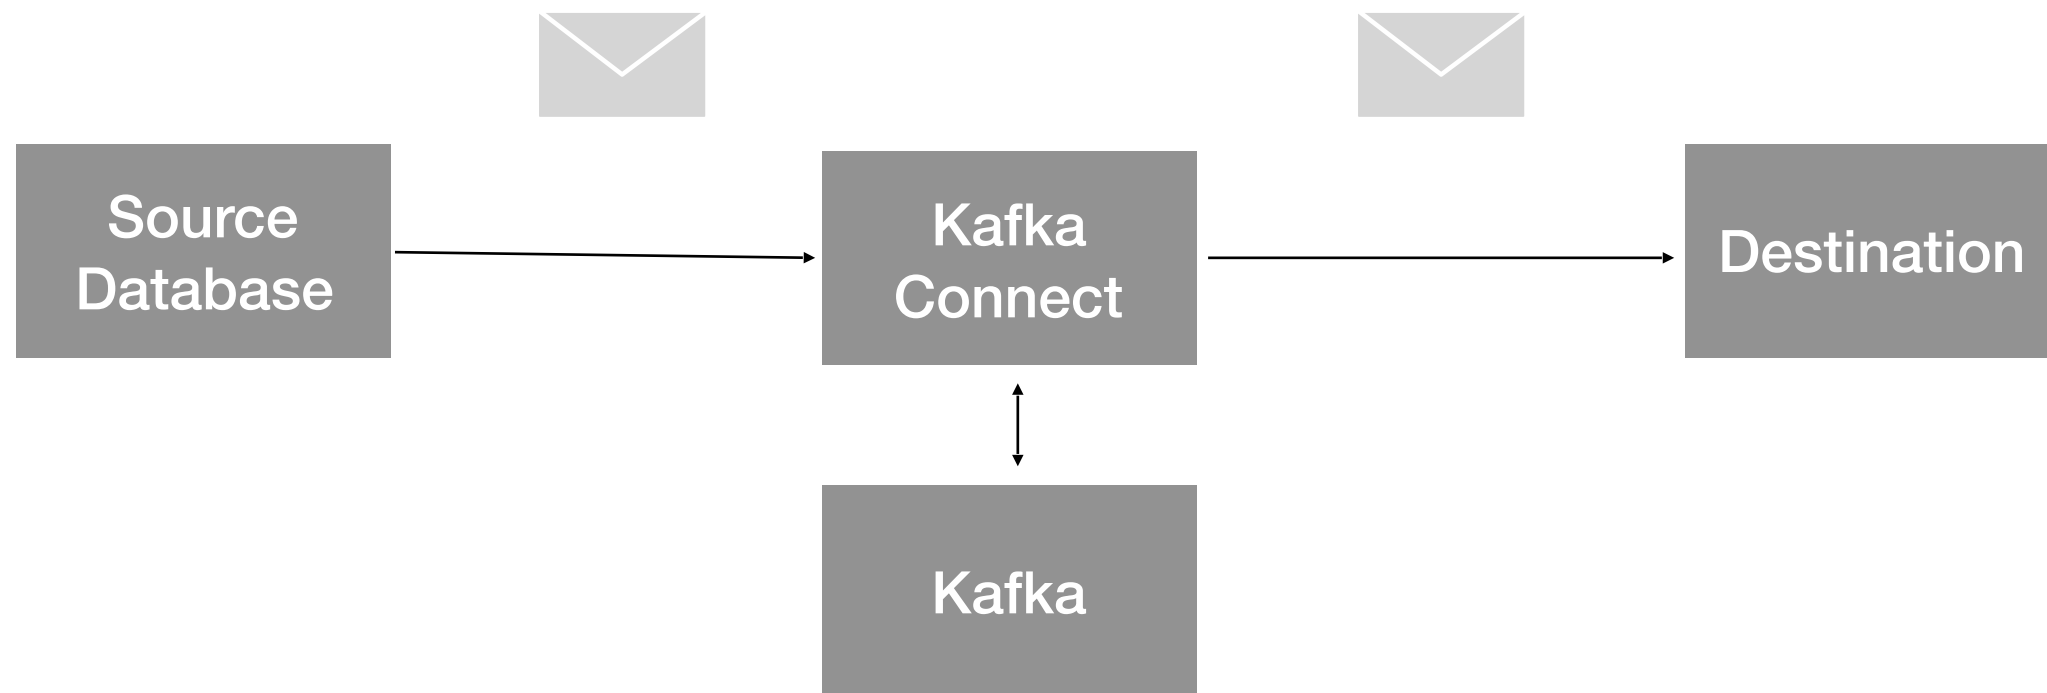 Source
Database
Kafka
Connect
Destination
Kafka